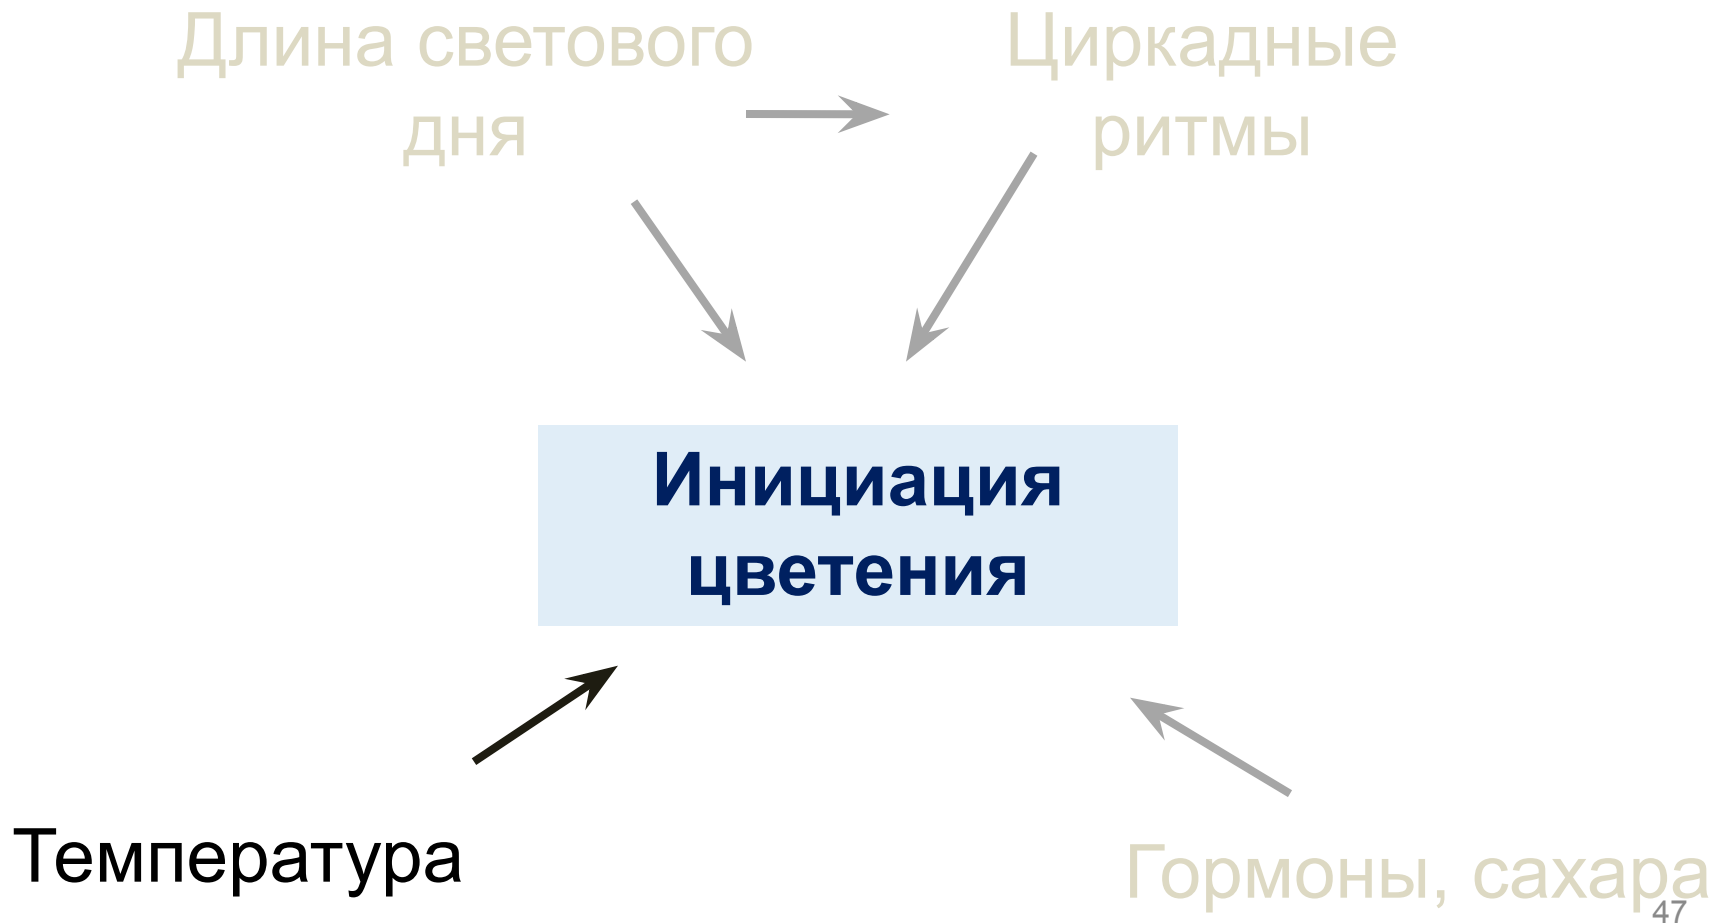 Длина светового
дня
Циркадные
ритмы
Инициация
цветения
Температура
Гормоны, сахара
47